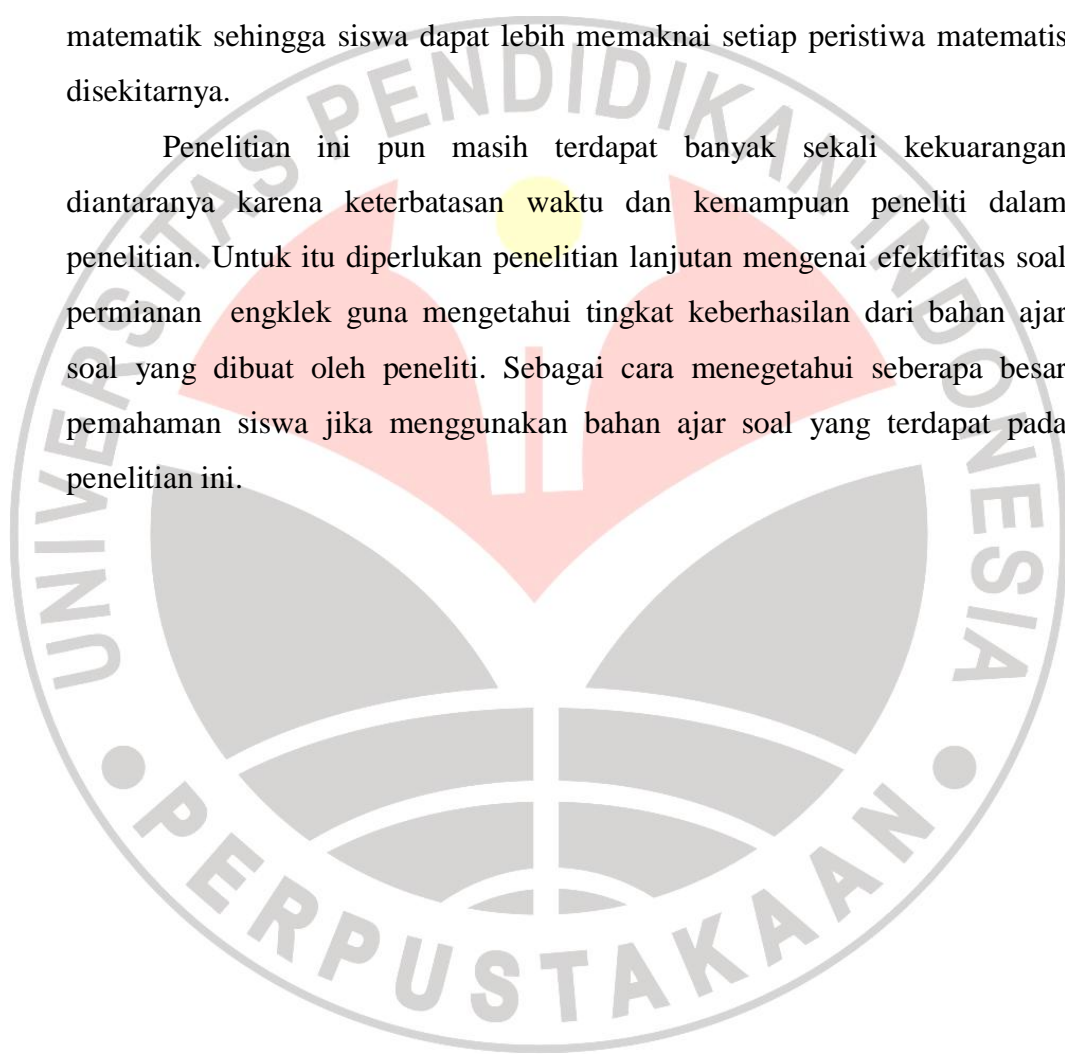 matematik sehingga siswa dapat lebih memaknai setiap peristiwa matematis
disekitarnya.
Penelitian ini pun masih terdapat banyak sekali kekuarangan
diantaranya karena keterbatasan waktu dan kemampuan peneliti dalam
penelitian. Untuk itu diperlukan penelitian lanjutan mengenai efektifitas soal
permianan engklek guna mengetahui tingkat keberhasilan dari bahan ajar
soal yang dibuat oleh peneliti. Sebagai cara menegetahui seberapa besar
pemahaman siswa jika menggunakan bahan ajar soal yang terdapat pada
penelitian ini.
UNIVERSITAS PENDIDIKAN INDONESIA
PERPUSTAKAAN